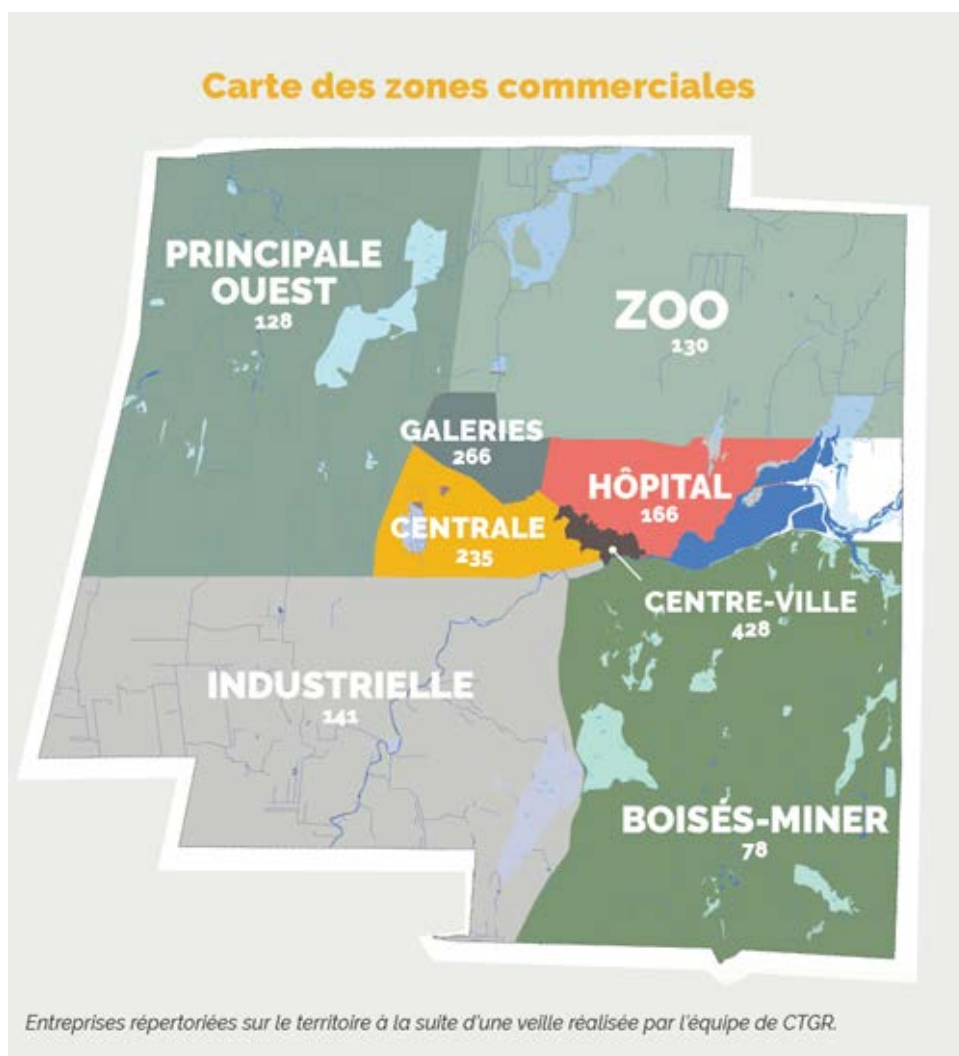 Carte des zones commerciales
PRINCIPALE
OUEST
128
ZOO
130
GALERIES
266
HÔPITAL
166
CENTRALE
235
CENTRE-VILLE
428
INDUSTRIELLE
141
BOISÉS-MINER
78
Entreprises répertoriées sur le territoire à la suite d'une veille réalisée par l'équipe de CTGR.